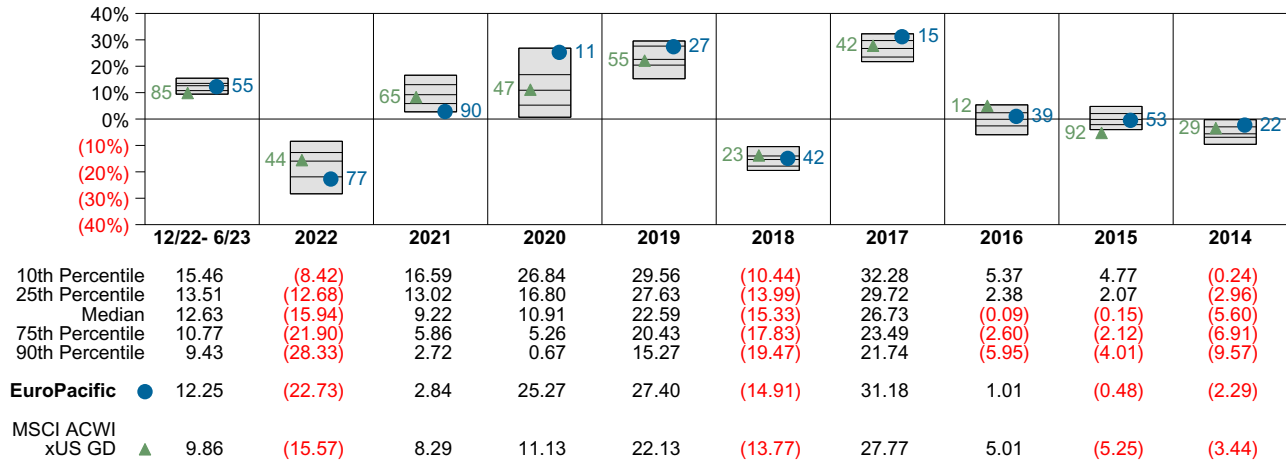 40%
30%
20%
10%
0%
(10%)
(20%)
(30%)
(40%)
85 55
44 77
65 90
47 11
55 27
23 42
42 15
12 39
92 53
29 22
12/22- 6/23 2022 2021 2020 2019 2018 2017 2016 2015 2014
10th Percentile 15.46 (8.42) 16.59 26.84 29.56 (10.44) 32.28 5.37 4.77 (0.24)
25th Percentile 13.51 (12.68) 13.02 16.80 27.63 (13.99) 29.72 2.38 2.07 (2.96)
Median 12.63 (15.94) 9.22 10.91 22.59 (15.33) 26.73 (0.09) (0.15) (5.60)
75th Percentile 10.77 (21.90) 5.86 5.26 20.43 (17.83) 23.49 (2.60) (2.12) (6.91)
90th Percentile 9.43 (28.33) 2.72 0.67 15.27 (19.47) 21.74 (5.95) (4.01) (9.57)
EuroPacific 12.25 (22.73) 2.84 25.27 27.40 (14.91) 31.18 1.01 (0.48) (2.29)
MSCI ACWI
xUS GD 9.86 (15.57) 8.29 11.13 22.13 (13.77) 27.77 5.01 (5.25) (3.44)